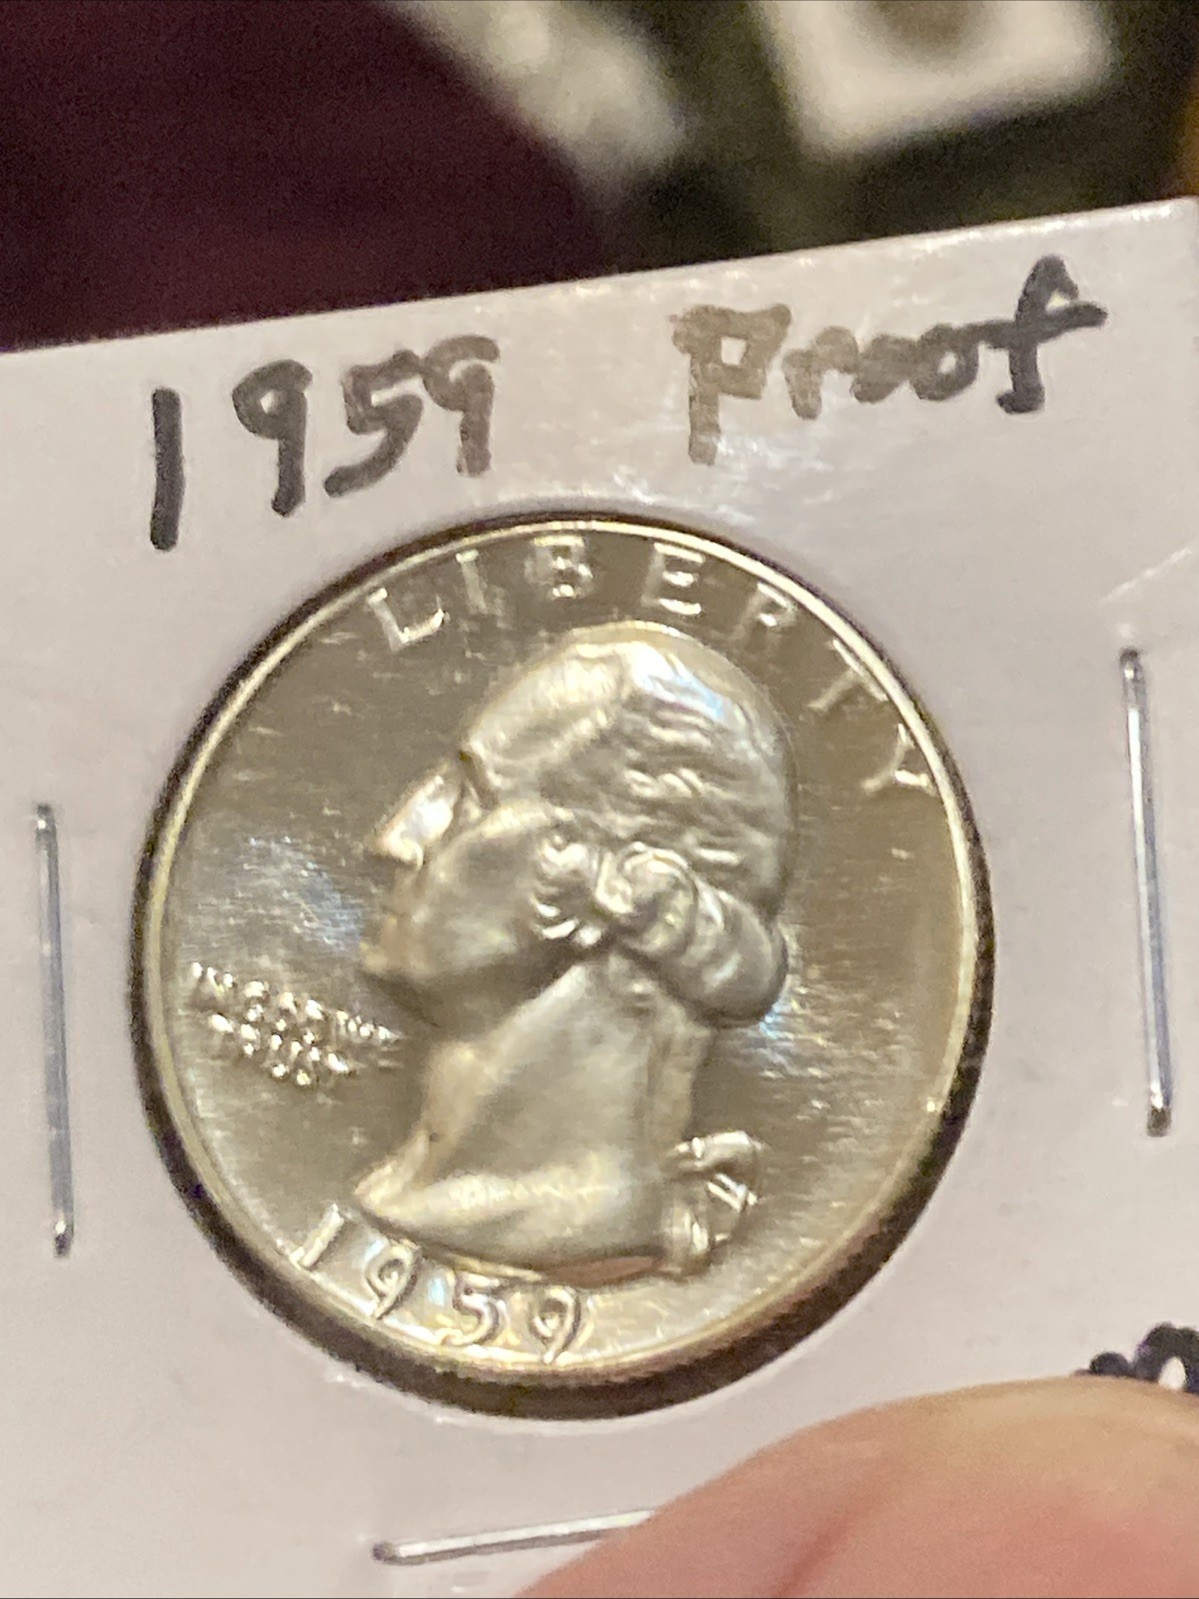 1959 Proof
LIBERTY
IN GOD WE
TRUST
1959